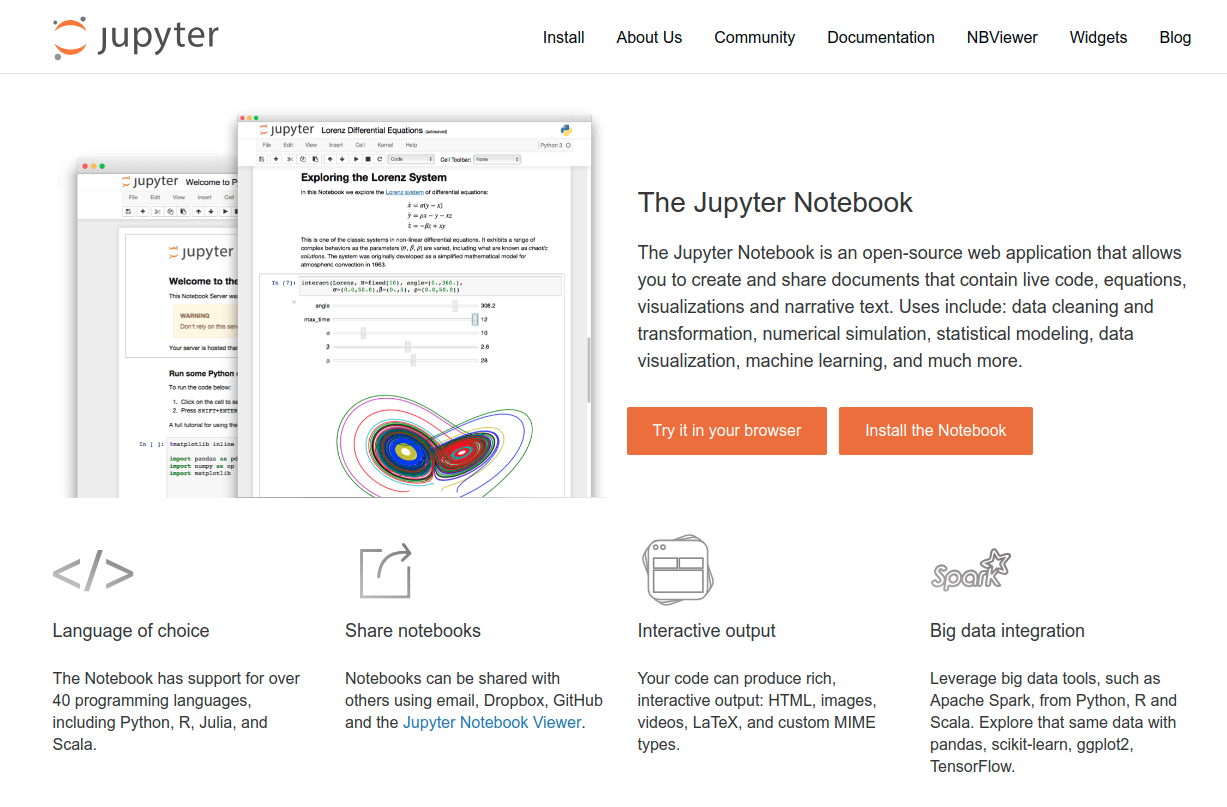 jupyter
Install About Us Community Documentation NBViewer Widgets Blog
jupyter Welcome to P
File Edit View Insert Cell
jupyter
Welcome to the
This Notebook Server was
WARNING
Don't rely on this serv
Your server is hosted tha
Run some Python
To run the code below:
1. Click on the cell to se
2. Press SHIFT+ENTER
A full tutorial for using the
In [ ]: %matplotlib inline
import pandas as pd
import numpy as np
import matplotlib
jupyter Lorenz Differential Equations (autosaved)
File Edit View Insert Cell Kernel Help Python 3
Code Cell Toolbar: None
Exploring the Lorenz System
In this Notebook we explore the Lorenz system of differential equations:
ẋ = σ(y − x)
ẏ = ρx − y − xz
ż = −βz + xy
This is one of the classic systems in non-linear differential equations. It exhibits a range of
complex behaviors as the parameters (σ, β, ρ) are varied, including what are known as chaotic
solutions. The system was originally developed as a simplified mathematical model for
atmospheric convection in 1963.
In [7]: interact(Lorenz, N=fixed(10), angle=(0.,360.),
σ=(0.0,50.0),β=(0.,5), ρ=(0.0,50.0))
angle 308.2
max_time 12
σ 10
β 2.6
ρ 28
The Jupyter Notebook
The Jupyter Notebook is an open-source web application that allows
you to create and share documents that contain live code, equations,
visualizations and narrative text. Uses include: data cleaning and
transformation, numerical simulation, statistical modeling, data
visualization, machine learning, and much more.
Try it in your browser Install the Notebook
</>
Language of choice
The Notebook has support for over
40 programming languages,
including Python, R, Julia, and
Scala.
Share notebooks
Notebooks can be shared with
others using email, Dropbox, GitHub
and the Jupyter Notebook Viewer.
Interactive output
Your code can produce rich,
interactive output: HTML, images,
videos, LaTeX, and custom MIME
types.
Spark
Big data integration
Leverage big data tools, such as
Apache Spark, from Python, R and
Scala. Explore that same data with
pandas, scikit-learn, ggplot2,
TensorFlow.